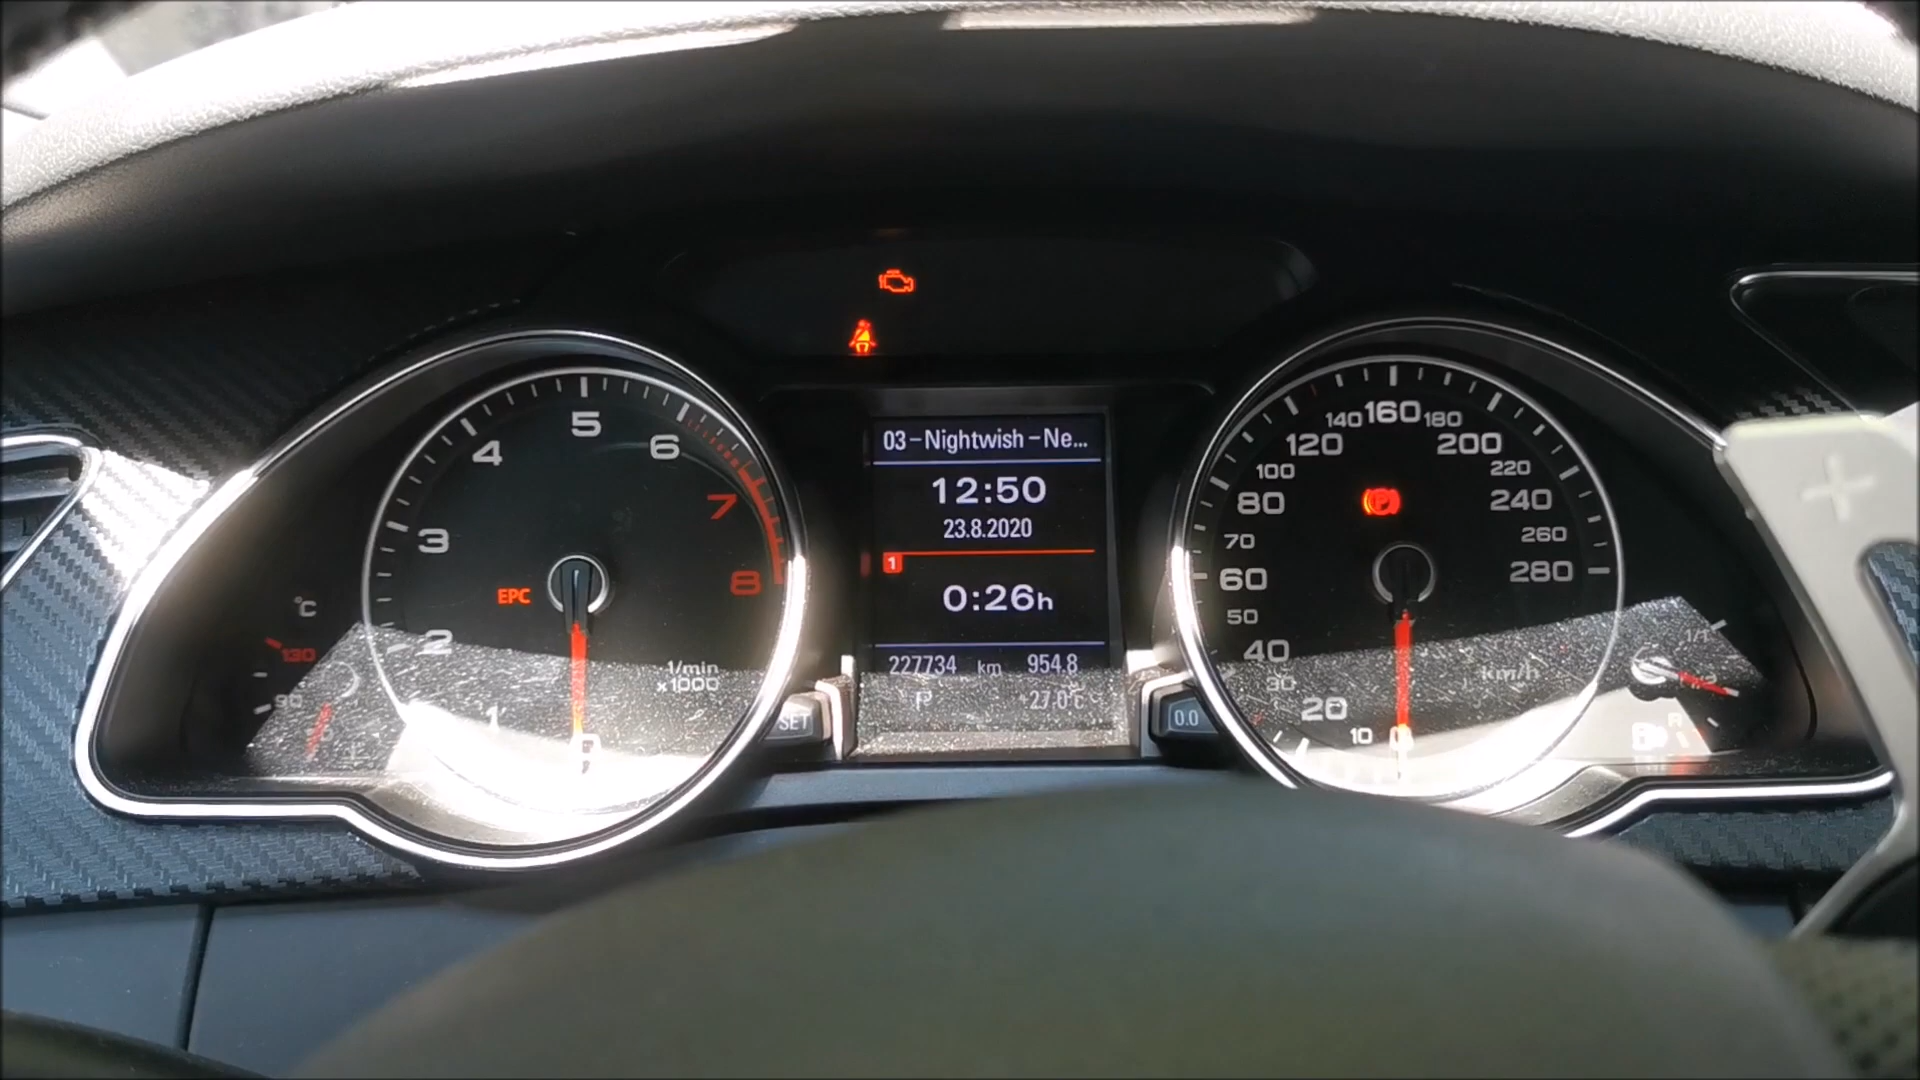 03-Nightwish-Ne...
12:50
23.8.2020
1
0:26h
227734 km 954.8
P +27.0°C
EPC
1
2
3
4
5
6
7
8
1/min
x1000
°C
130
90
SET
0.0
0
10
20
30
40
50
60
70
80
100
120
140
160
180
200
220
240
260
280
km/h
(P)
1/1
R
+